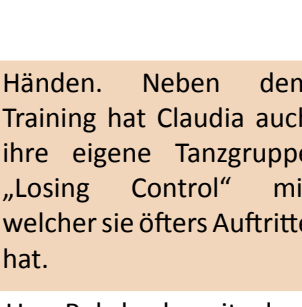 Händen. Neben dem
Training hat Claudia auch
ihre eigene Tanzgruppe
„Losing Control“ mit
welcher sie öfters Auftritte
hat.